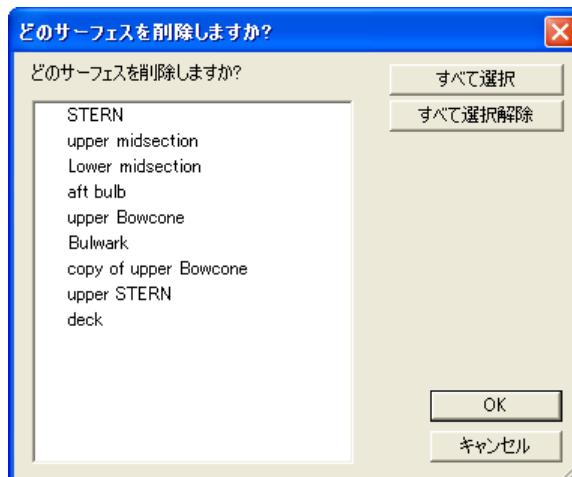 どのサーフェスを削除しますか?
どのサーフェスを削除しますか?
すべて選択
すべて選択解除
STERN
upper midsection
Lower midsection
aft bulb
upper Bowcone
Bulwark
copy of upper Bowcone
upper STERN
deck
OK
キャンセル